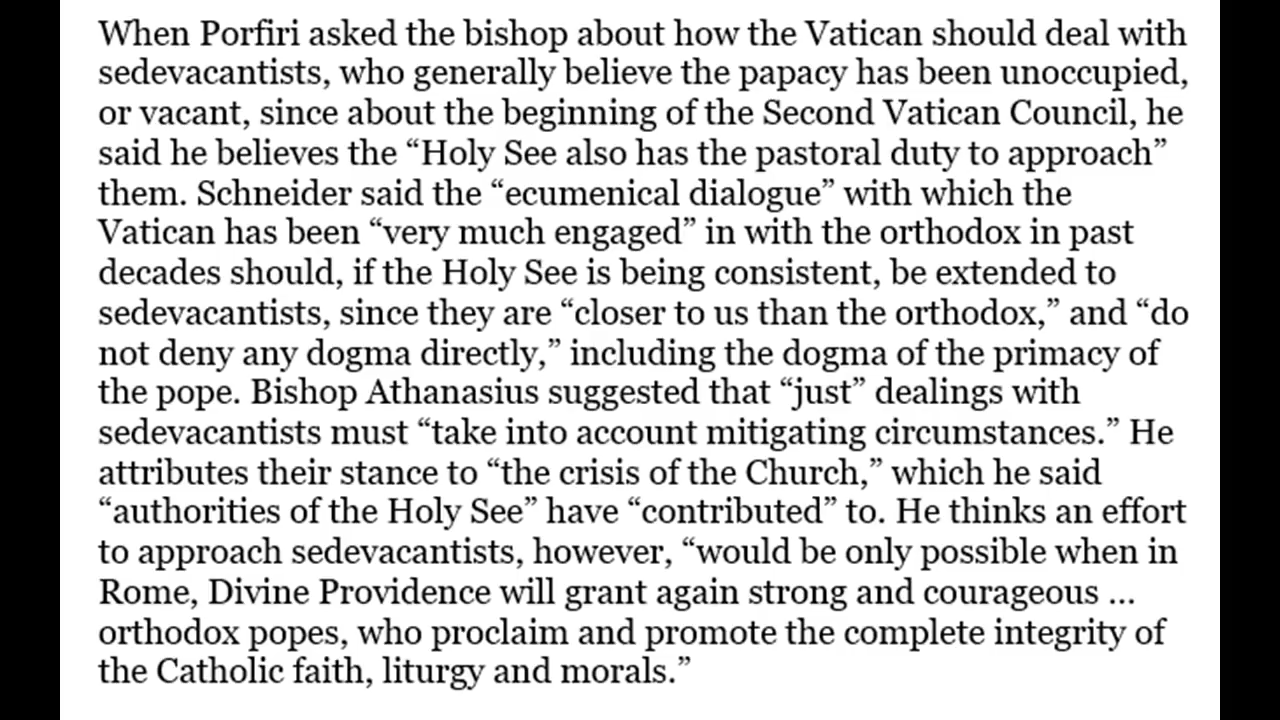 When Porfiri asked the bishop about how the Vatican should deal with
sedevacantists, who generally believe the papacy has been unoccupied,
or vacant, since about the beginning of the Second Vatican Council, he
said he believes the “Holy See also has the pastoral duty to approach”
them. Schneider said the “ecumenical dialogue” with which the
Vatican has been “very much engaged” in with the orthodox in past
decades should, if the Holy See is being consistent, be extended to
sedevacantists, since they are “closer to us than the orthodox,” and “do
not deny any dogma directly,” including the dogma of the primacy of
the pope. Bishop Athanasius suggested that “just” dealings with
sedevacantists must “take into account mitigating circumstances.” He
attributes their stance to “the crisis of the Church,” which he said
“authorities of the Holy See” have “contributed” to. He thinks an effort
to approach sedevacantists, however, “would be only possible when in
Rome, Divine Providence will grant again strong and courageous ...
orthodox popes, who proclaim and promote the complete integrity of
the Catholic faith, liturgy and morals.”